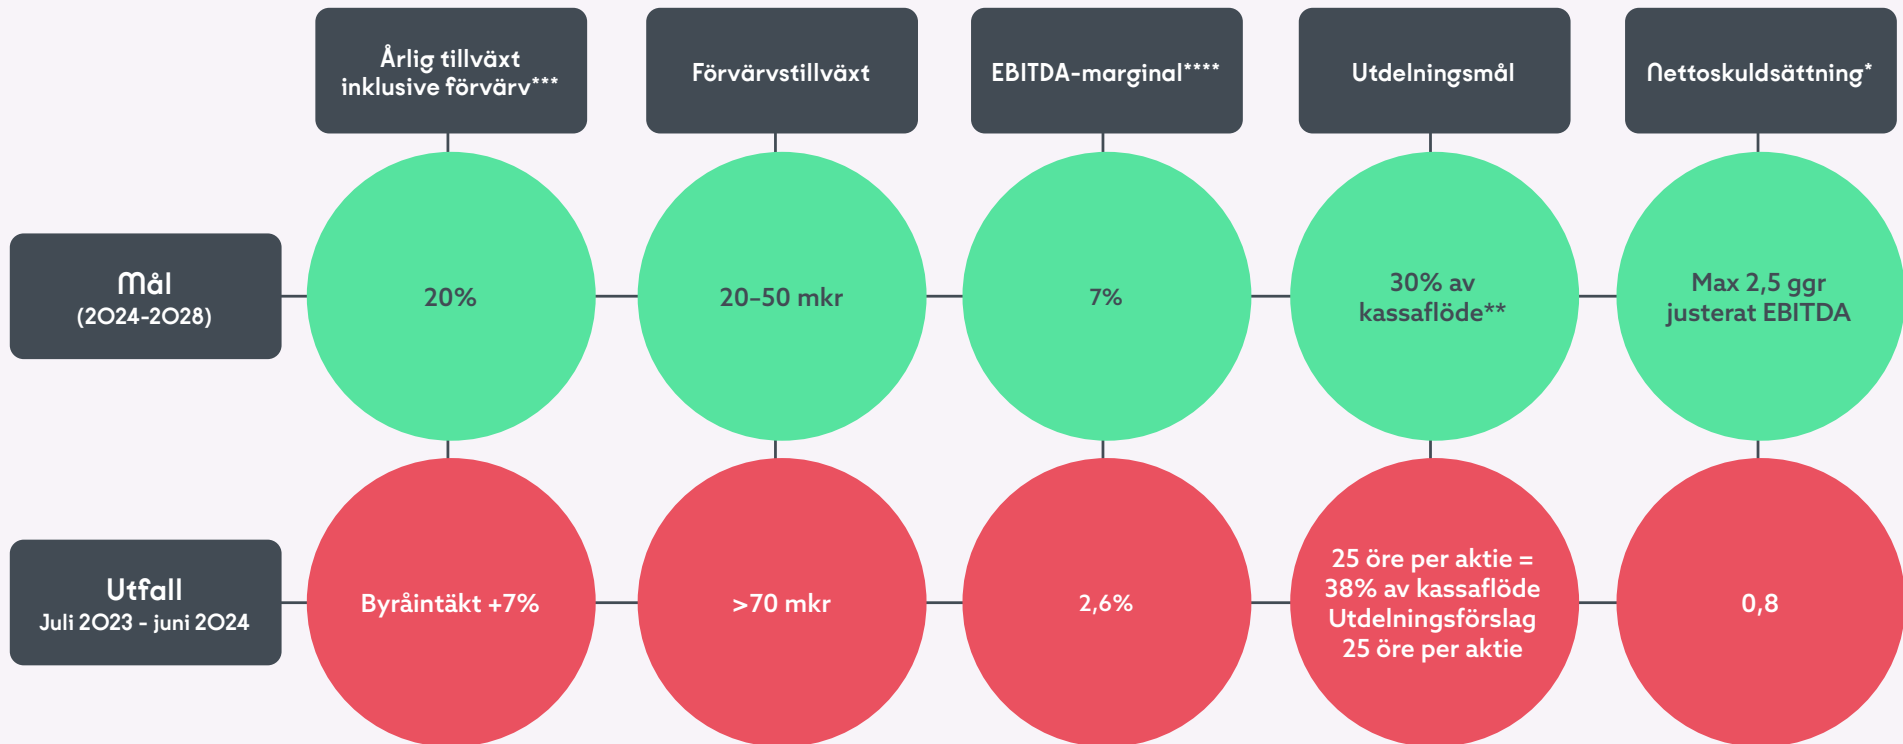 Årlig tillväxt
inklusive förvärv***
Förvärvstillväxt
EBITDA-marginal****
Utdelningsmål
Nettoskuldsättning*
Mål
(2024-2028)
20%
20–50 mkr
7%
30% av
kassaflöde**
Max 2,5 ggr
justerat EBITDA
Utfall
Juli 2023 - juni 2024
Byråintäkt +7%
>70 mkr
2,6%
25 öre per aktie =
38% av kassaflöde
Utdelningsförslag
25 öre per aktie
0,8